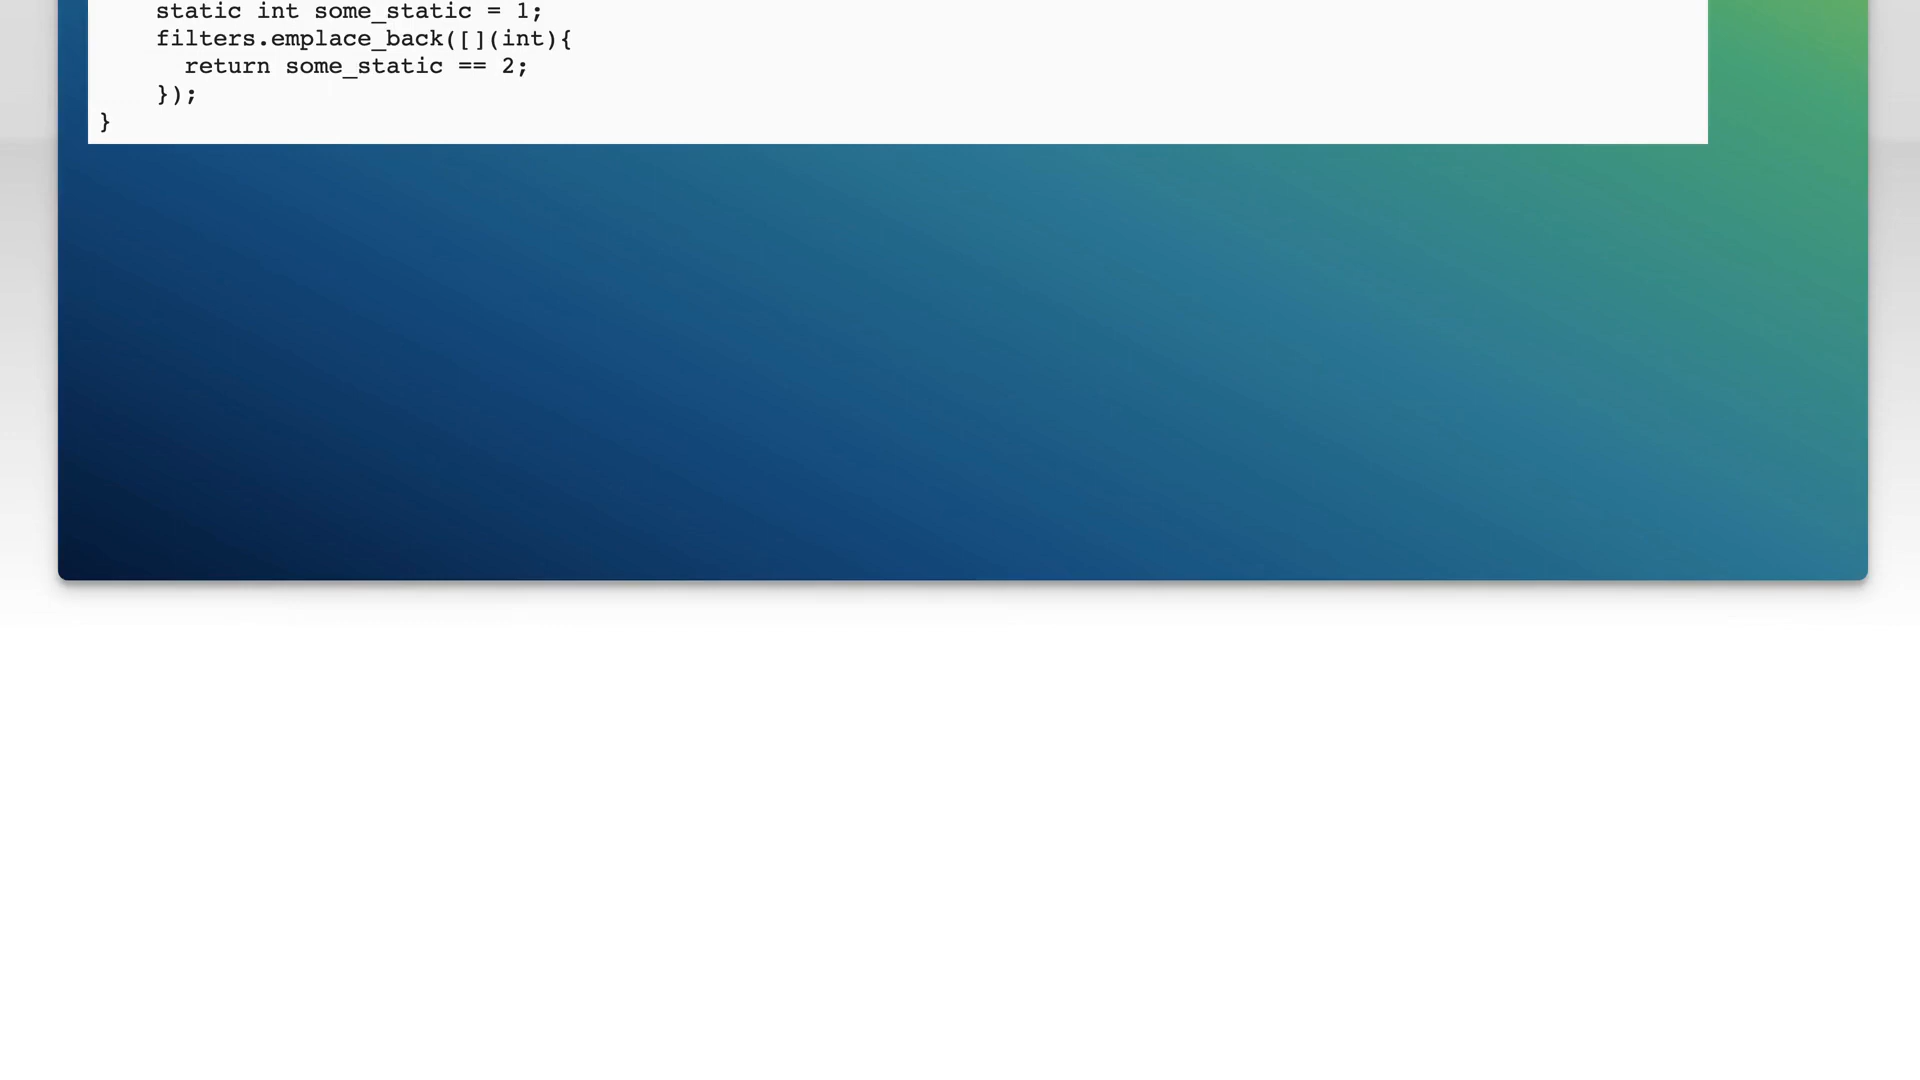 static int some_static = 1;
filters.emplace_back([](int){
return some_static == 2;
});
}